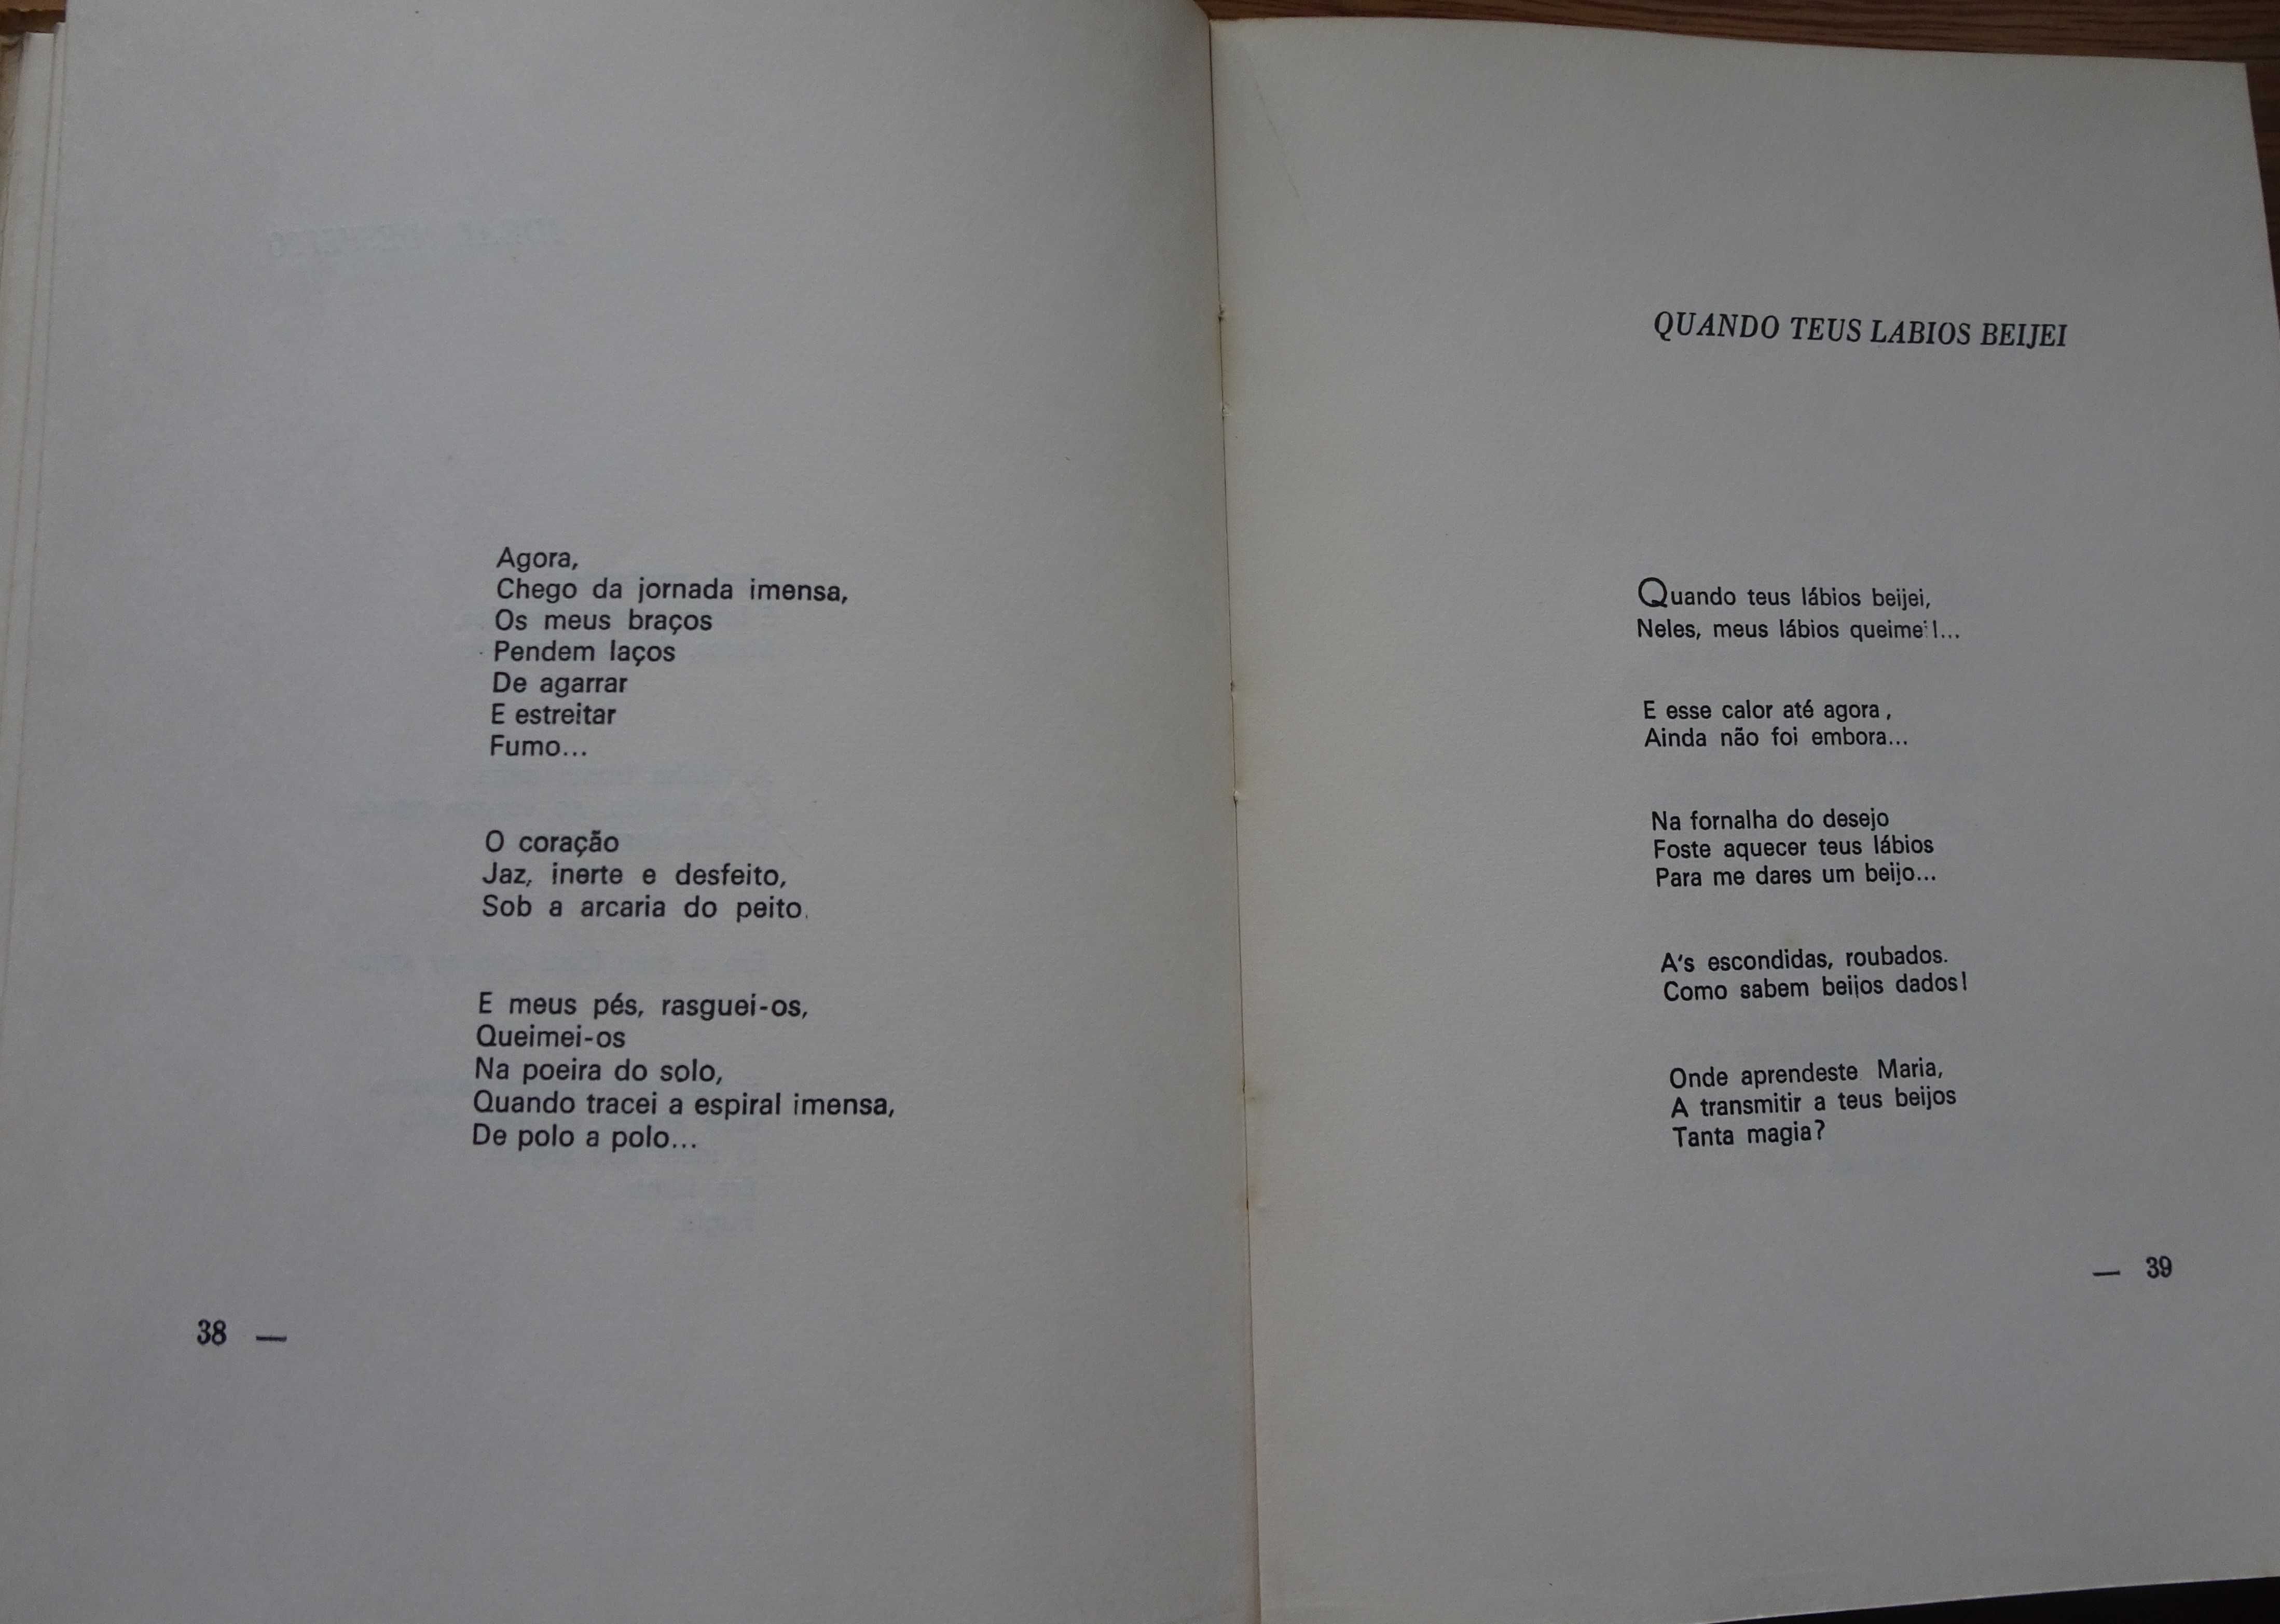 Agora,
Chego da jornada imensa,
Os meus braços
Pendem laços
De agarrar
E estreitar
Fumo...
O coração
Jaz, inerte e desfeito,
Sob a arcaria do peito.
E meus pés, rasguei-os,
Queimei-os
Na poeira do solo,
Quando tracei a espiral imensa,
De polo a polo...
38 —
QUANDO TEUS LABIOS BEIJEI
Quando teus lábios beijei,
Neles, meus lábios queimei!...
E esse calor até agora,
Ainda não foi embora...
Na fornalha do desejo
Foste aquecer teus lábios
Para me dares um beijo...
A's escondidas, roubados.
Como sabem beijos dados!
Onde aprendeste Maria,
A transmitir a teus beijos
Tanta magia?
— 39